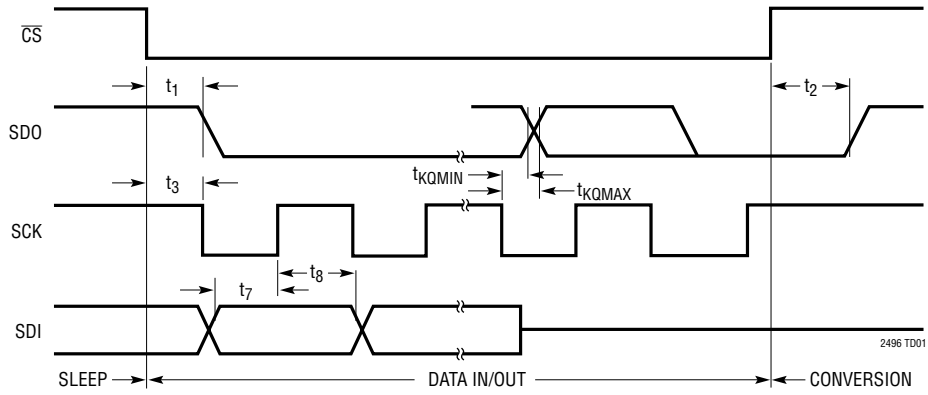 CS
t1
t2
SDO
tKQMIN
t3
tKQMAX
SCK
t8
t7
SDI
2496 TD01
SLEEP
DATA IN/OUT
CONVERSION